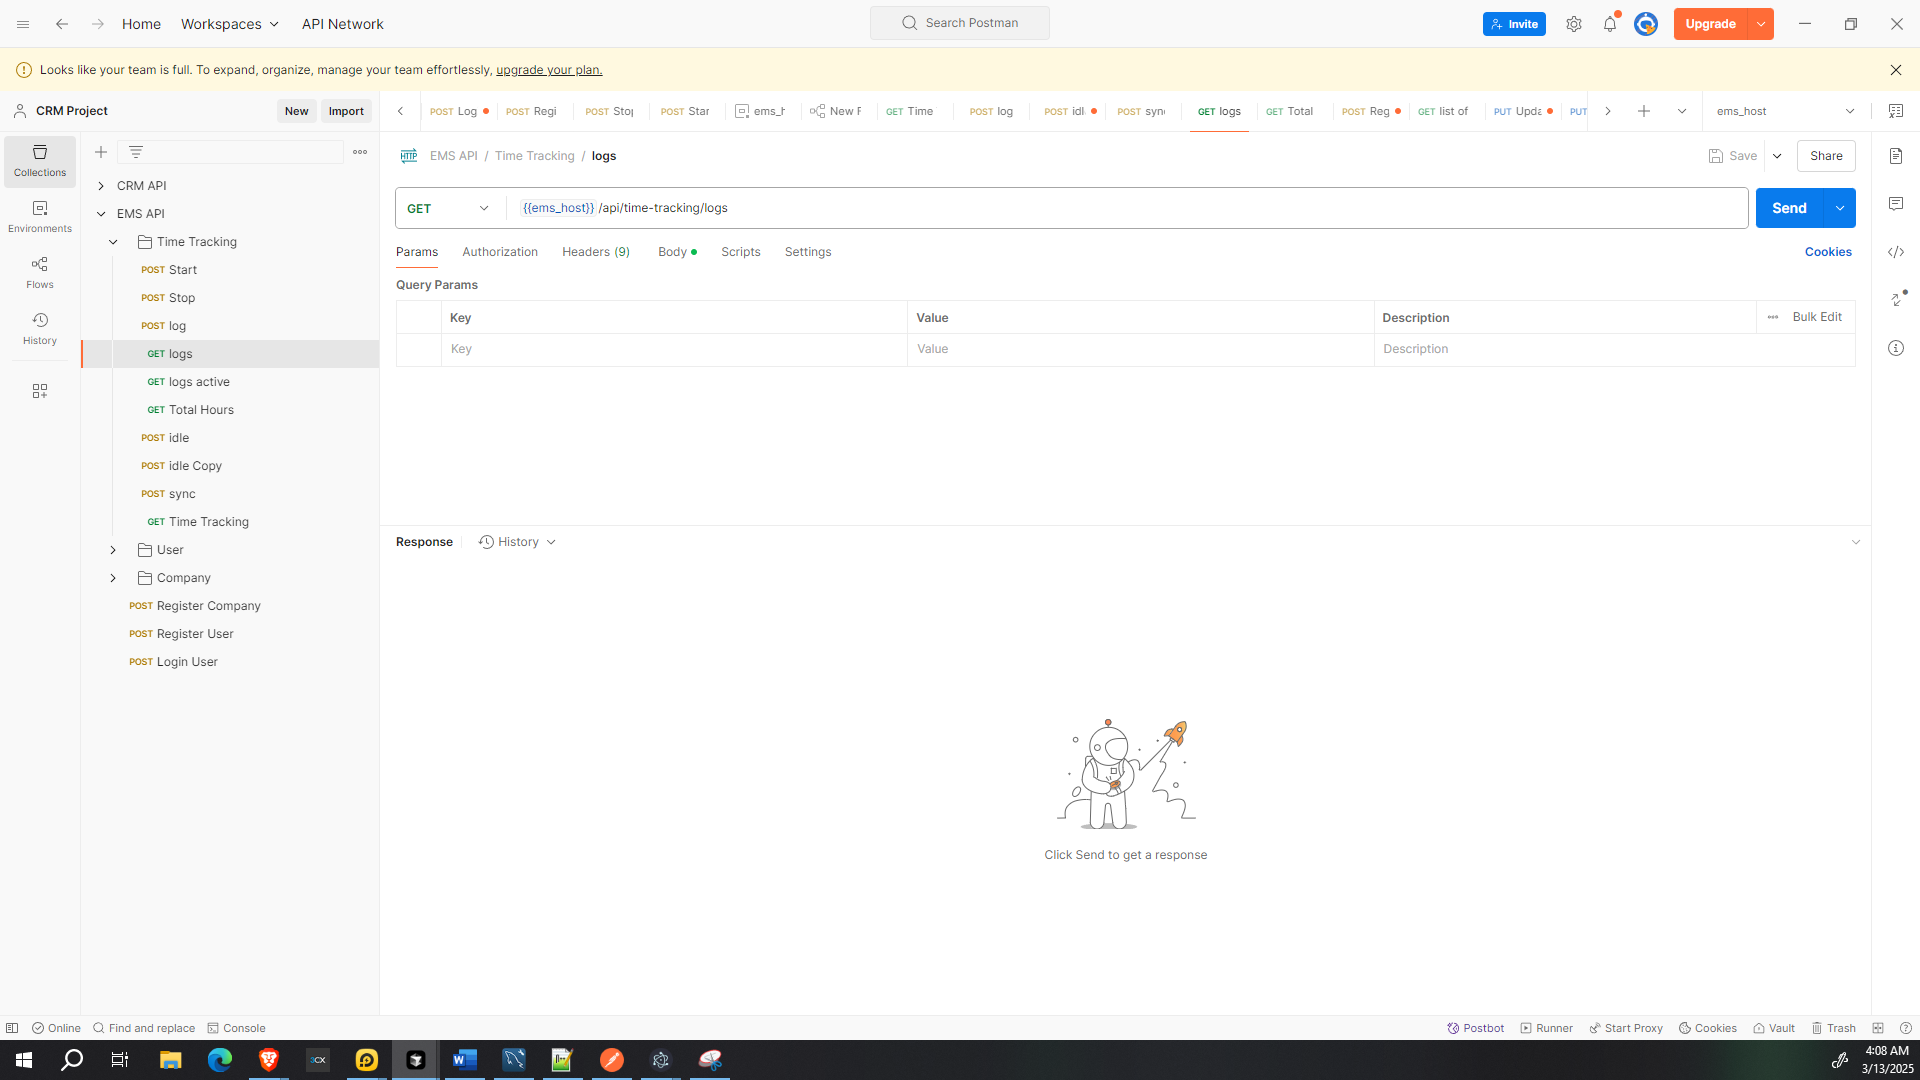 Home Workspaces API Network Search Postman Invite Upgrade
Looks like your team is full. To expand, organize, manage your team effortlessly, upgrade your plan.
CRM Project New Import
POST Log POST Regi POST Stop POST Star ems_h New F GET Time POST log POST idl POST sync GET logs GET Total POST Reg GET list of PUT Upda PUT ems_host
Collections
Environments
Flows
History
CRM API
EMS API
Time Tracking
POST Start
POST Stop
POST log
GET logs
GET logs active
GET Total Hours
POST idle
POST idle Copy
POST sync
GET Time Tracking
User
Company
POST Register Company
POST Register User
POST Login User
HTTP EMS API / Time Tracking / logs Save Share
GET {{ems_host}} /api/time-tracking/logs Send
Params Authorization Headers (9) Body Scripts Settings Cookies
Query Params
Key Value Description Bulk Edit
Key Value Description
Response History
Click Send to get a response
Online Find and replace Console Postbot Runner Start Proxy Cookies Vault Trash
4:08 AM
3/13/2025